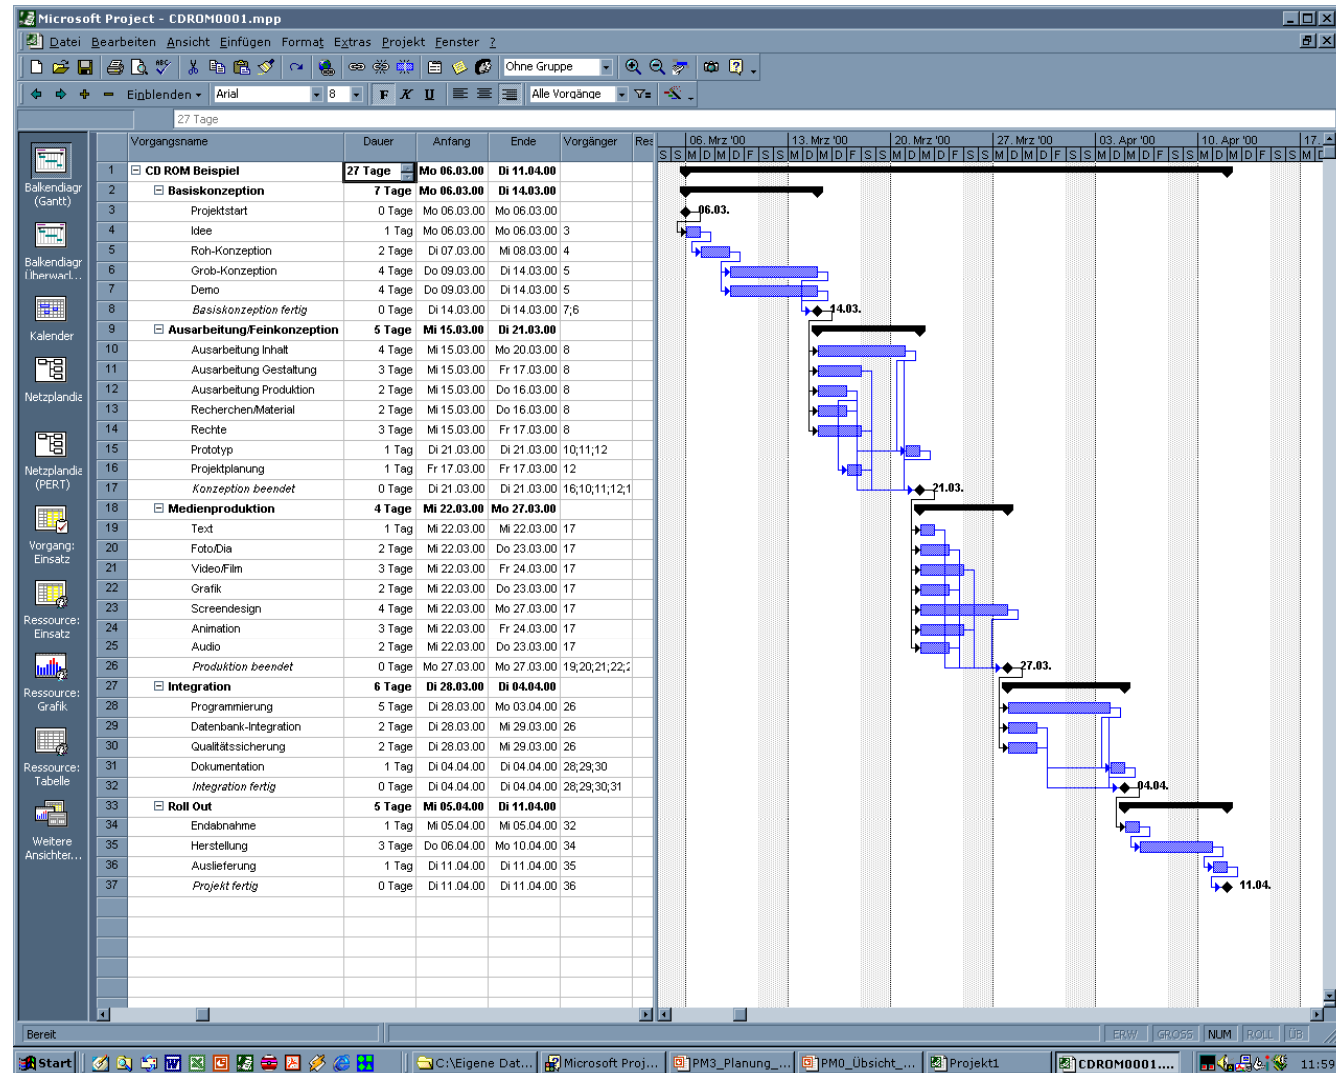 Microsoft Project - CDROM0001.mpp
Datei Bearbeiten Ansicht Einfügen Format Extras Projekt Fenster ?
Ohne Gruppe
Einblenden Arial 8 F K U Alle Vorgänge
27 Tage
Vorgangsname Dauer Anfang Ende Vorgänger Res 06. Mrz '00 13. Mrz '00 20. Mrz '00 27. Mrz '00 03. Apr '00 10. Apr '00 17.
S S M D M D F S S M D M D F S S M D M D F S S M D M D F S S M D M D F S S M D M D F S S M D
1 CD ROM Beispiel 27 Tage Mo 06.03.00 Di 11.04.00
2 Basiskonzeption 7 Tage Mo 06.03.00 Di 14.03.00
3 Projektstart 0 Tage Mo 06.03.00 Mo 06.03.00 06.03.
4 Idee 1 Tag Mo 06.03.00 Mo 06.03.00 3
5 Roh-Konzeption 2 Tage Di 07.03.00 Mi 08.03.00 4
6 Grob-Konzeption 4 Tage Do 09.03.00 Di 14.03.00 5
7 Demo 4 Tage Do 09.03.00 Di 14.03.00 5
8 Basiskonzeption fertig 0 Tage Di 14.03.00 Di 14.03.00 7;6 14.03.
9 Ausarbeitung/Feinkonzeption 5 Tage Mi 15.03.00 Di 21.03.00
10 Ausarbeitung Inhalt 4 Tage Mi 15.03.00 Mo 20.03.00 8
11 Ausarbeitung Gestaltung 3 Tage Mi 15.03.00 Fr 17.03.00 8
12 Ausarbeitung Produktion 2 Tage Mi 15.03.00 Do 16.03.00 8
13 Recherchen/Material 2 Tage Mi 15.03.00 Do 16.03.00 8
14 Rechte 3 Tage Mi 15.03.00 Fr 17.03.00 8
15 Prototyp 1 Tag Di 21.03.00 Di 21.03.00 10;11;12
16 Projektplanung 1 Tag Fr 17.03.00 Fr 17.03.00 12
17 Konzeption beendet 0 Tage Di 21.03.00 Di 21.03.00 16;10;11;12;1 21.03.
18 Medienproduktion 4 Tage Mi 22.03.00 Mo 27.03.00
19 Text 1 Tag Mi 22.03.00 Mi 22.03.00 17
20 Foto/Dia 2 Tage Mi 22.03.00 Do 23.03.00 17
21 Video/Film 3 Tage Mi 22.03.00 Fr 24.03.00 17
22 Grafik 2 Tage Mi 22.03.00 Do 23.03.00 17
23 Screendesign 4 Tage Mi 22.03.00 Mo 27.03.00 17
24 Animation 3 Tage Mi 22.03.00 Fr 24.03.00 17
25 Audio 2 Tage Mi 22.03.00 Do 23.03.00 17
26 Produktion beendet 0 Tage Mo 27.03.00 Mo 27.03.00 19;20;21;22;2 27.03.
27 Integration 6 Tage Di 28.03.00 Di 04.04.00
28 Programmierung 5 Tage Di 28.03.00 Mo 03.04.00 26
29 Datenbank-Integration 2 Tage Di 28.03.00 Mi 29.03.00 26
30 Qualitätssicherung 2 Tage Di 28.03.00 Mi 29.03.00 26
31 Dokumentation 1 Tag Di 04.04.00 Di 04.04.00 28;29;30
32 Integration fertig 0 Tage Di 04.04.00 Di 04.04.00 28;29;30;31 04.04.
33 Roll Out 5 Tage Mi 05.04.00 Di 11.04.00
34 Endabnahme 1 Tag Mi 05.04.00 Mi 05.04.00 32
35 Herstellung 3 Tage Do 06.04.00 Mo 10.04.00 34
36 Auslieferung 1 Tag Di 11.04.00 Di 11.04.00 35
37 Projekt fertig 0 Tage Di 11.04.00 Di 11.04.00 36 11.04.
Balkendiagr
(Gantt)
Balkendiagr
Überwacl...
Kalender
Netzplandia
Netzplandia
(PERT)
Vorgang:
Einsatz
Ressource:
Einsatz
Ressource:
Grafik
Ressource:
Tabelle
Weitere
Ansichter...
Bereit ERW GROSS NUM ROLL ÜB
Start C:\Eigene Dat... Microsoft Proj... PM3_Planung_... PM0_Übsicht_... Projekt1 CDROM0001.... 11:59